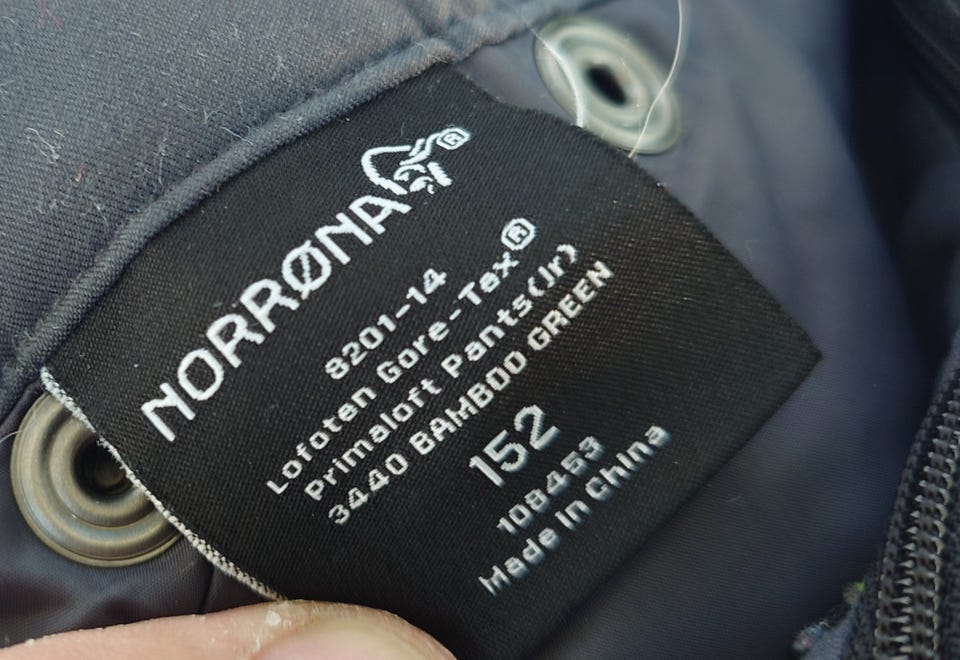 NORRØNA®
8201-14
Lofoten Gore-Tex®
Primaloft Pants(Jr)
3440 BAMBOO GREEN
152
108453
Made in China